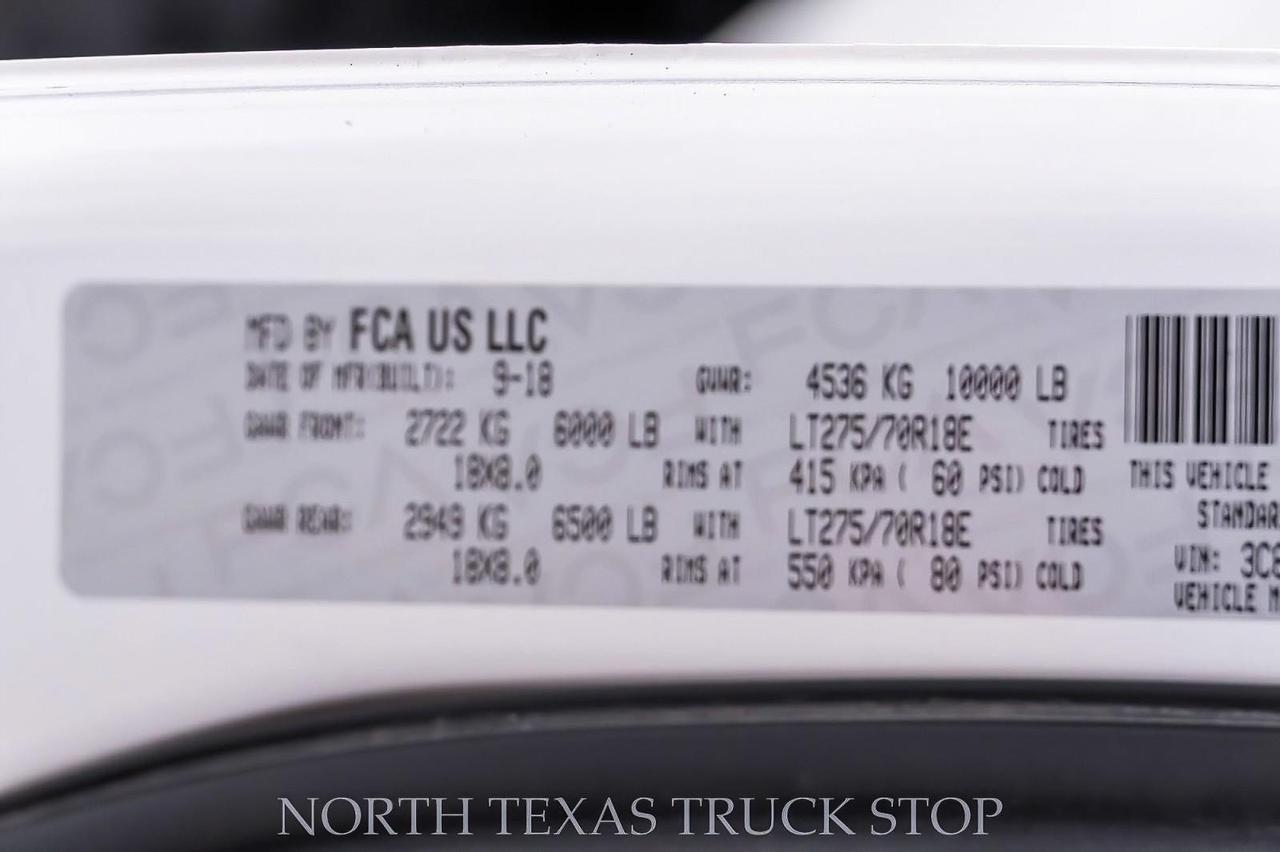 MFD BY FCA US LLC
DATE OF MFR(BUILT): 9-18 GVWR: 4536 KG 10000 LB
GAWR FRONT: 2722 KG 6000 LB WITH LT275/70R18E TIRES
18X8.0 RIMS AT 415 KPA ( 60 PSI) COLD
THIS VEHICLE
GAWR REAR: 2949 KG 6500 LB WITH LT275/70R18E TIRES
STANDAR
18X8.0 RIMS AT 550 KPA ( 80 PSI) COLD
VIN: 3C8
VEHICLE M
NORTH TEXAS TRUCK STOP